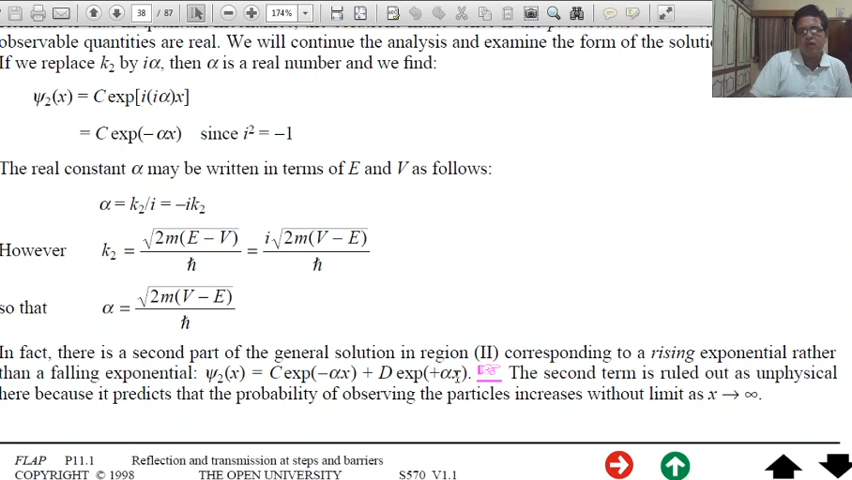 38 / 87 174%
observable quantities are real. We will continue the analysis and examine the form of the solutio
If we replace k₂ by iα, then α is a real number and we find:
ψ₂(x) = C exp[i(iα)x]
= C exp(−αx) since i² = −1
The real constant α may be written in terms of E and V as follows:
α = k₂/i = −ik₂
However k₂ = √2m(E − V) / ℏ = i√2m(V − E) / ℏ
so that α = √2m(V − E) / ℏ
In fact, there is a second part of the general solution in region (II) corresponding to a rising exponential rather
than a falling exponential: ψ₂(x) = C exp(−αx) + D exp(+αx). ☞ The second term is ruled out as unphysical
here because it predicts that the probability of observing the particles increases without limit as x → ∞.
FLAP P11.1 Reflection and transmission at steps and barriers
COPYRIGHT © 1998 THE OPEN UNIVERSITY S570 V1.1